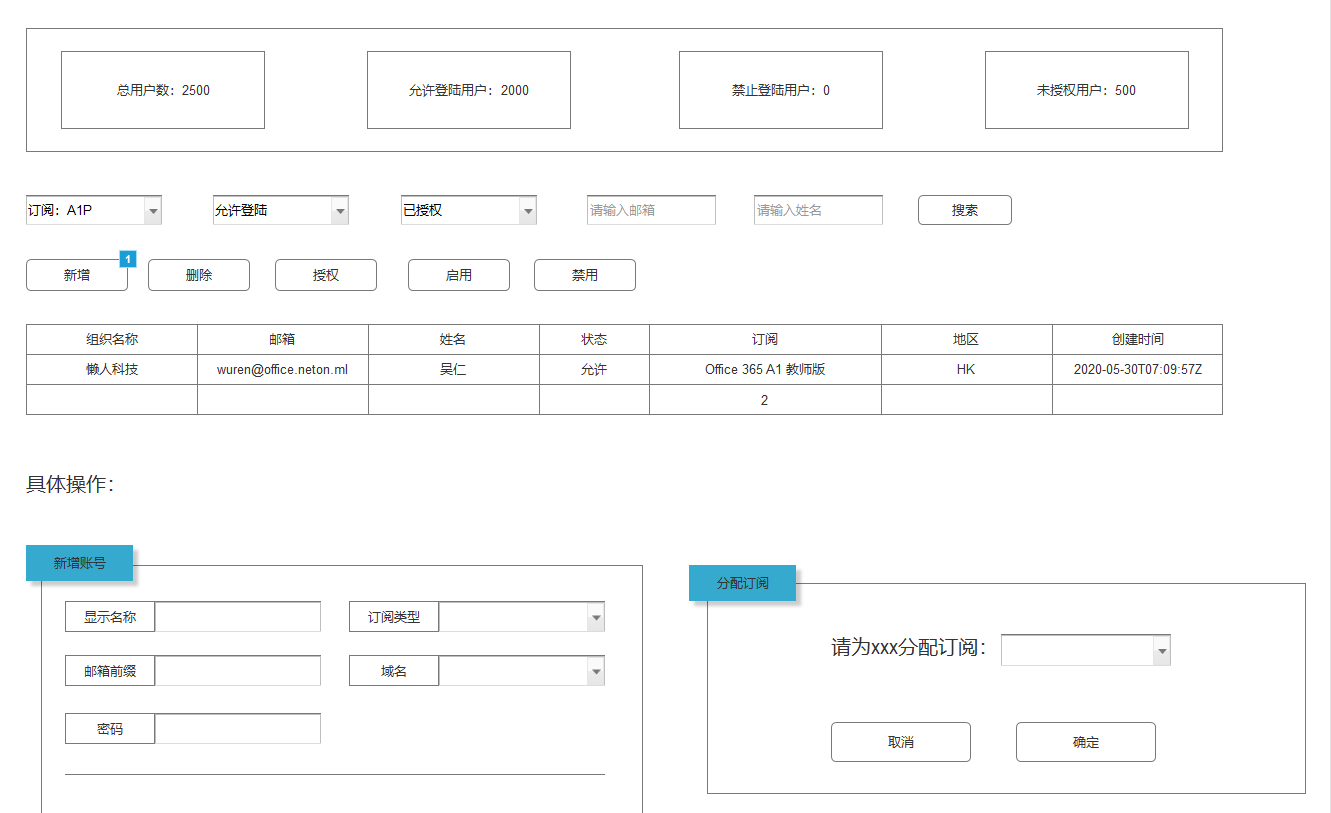 总用户数：2500 允许登陆用户：2000 禁止登陆用户：0 未授权用户：500
订阅：A1P 允许登陆 已授权 请输入邮箱 请输入姓名 搜索
新增 1 删除 授权 启用 禁用
组织名称 邮箱 姓名 状态 订阅 地区 创建时间
懒人科技 wuren@office.neton.ml 吴仁 允许 Office 365 A1 教师版 HK 2020-05-30T07:09:57Z
2
具体操作：
新增账号
显示名称 订阅类型
邮箱前缀 域名
密码
分配订阅
请为xxx分配订阅：
取消 确定